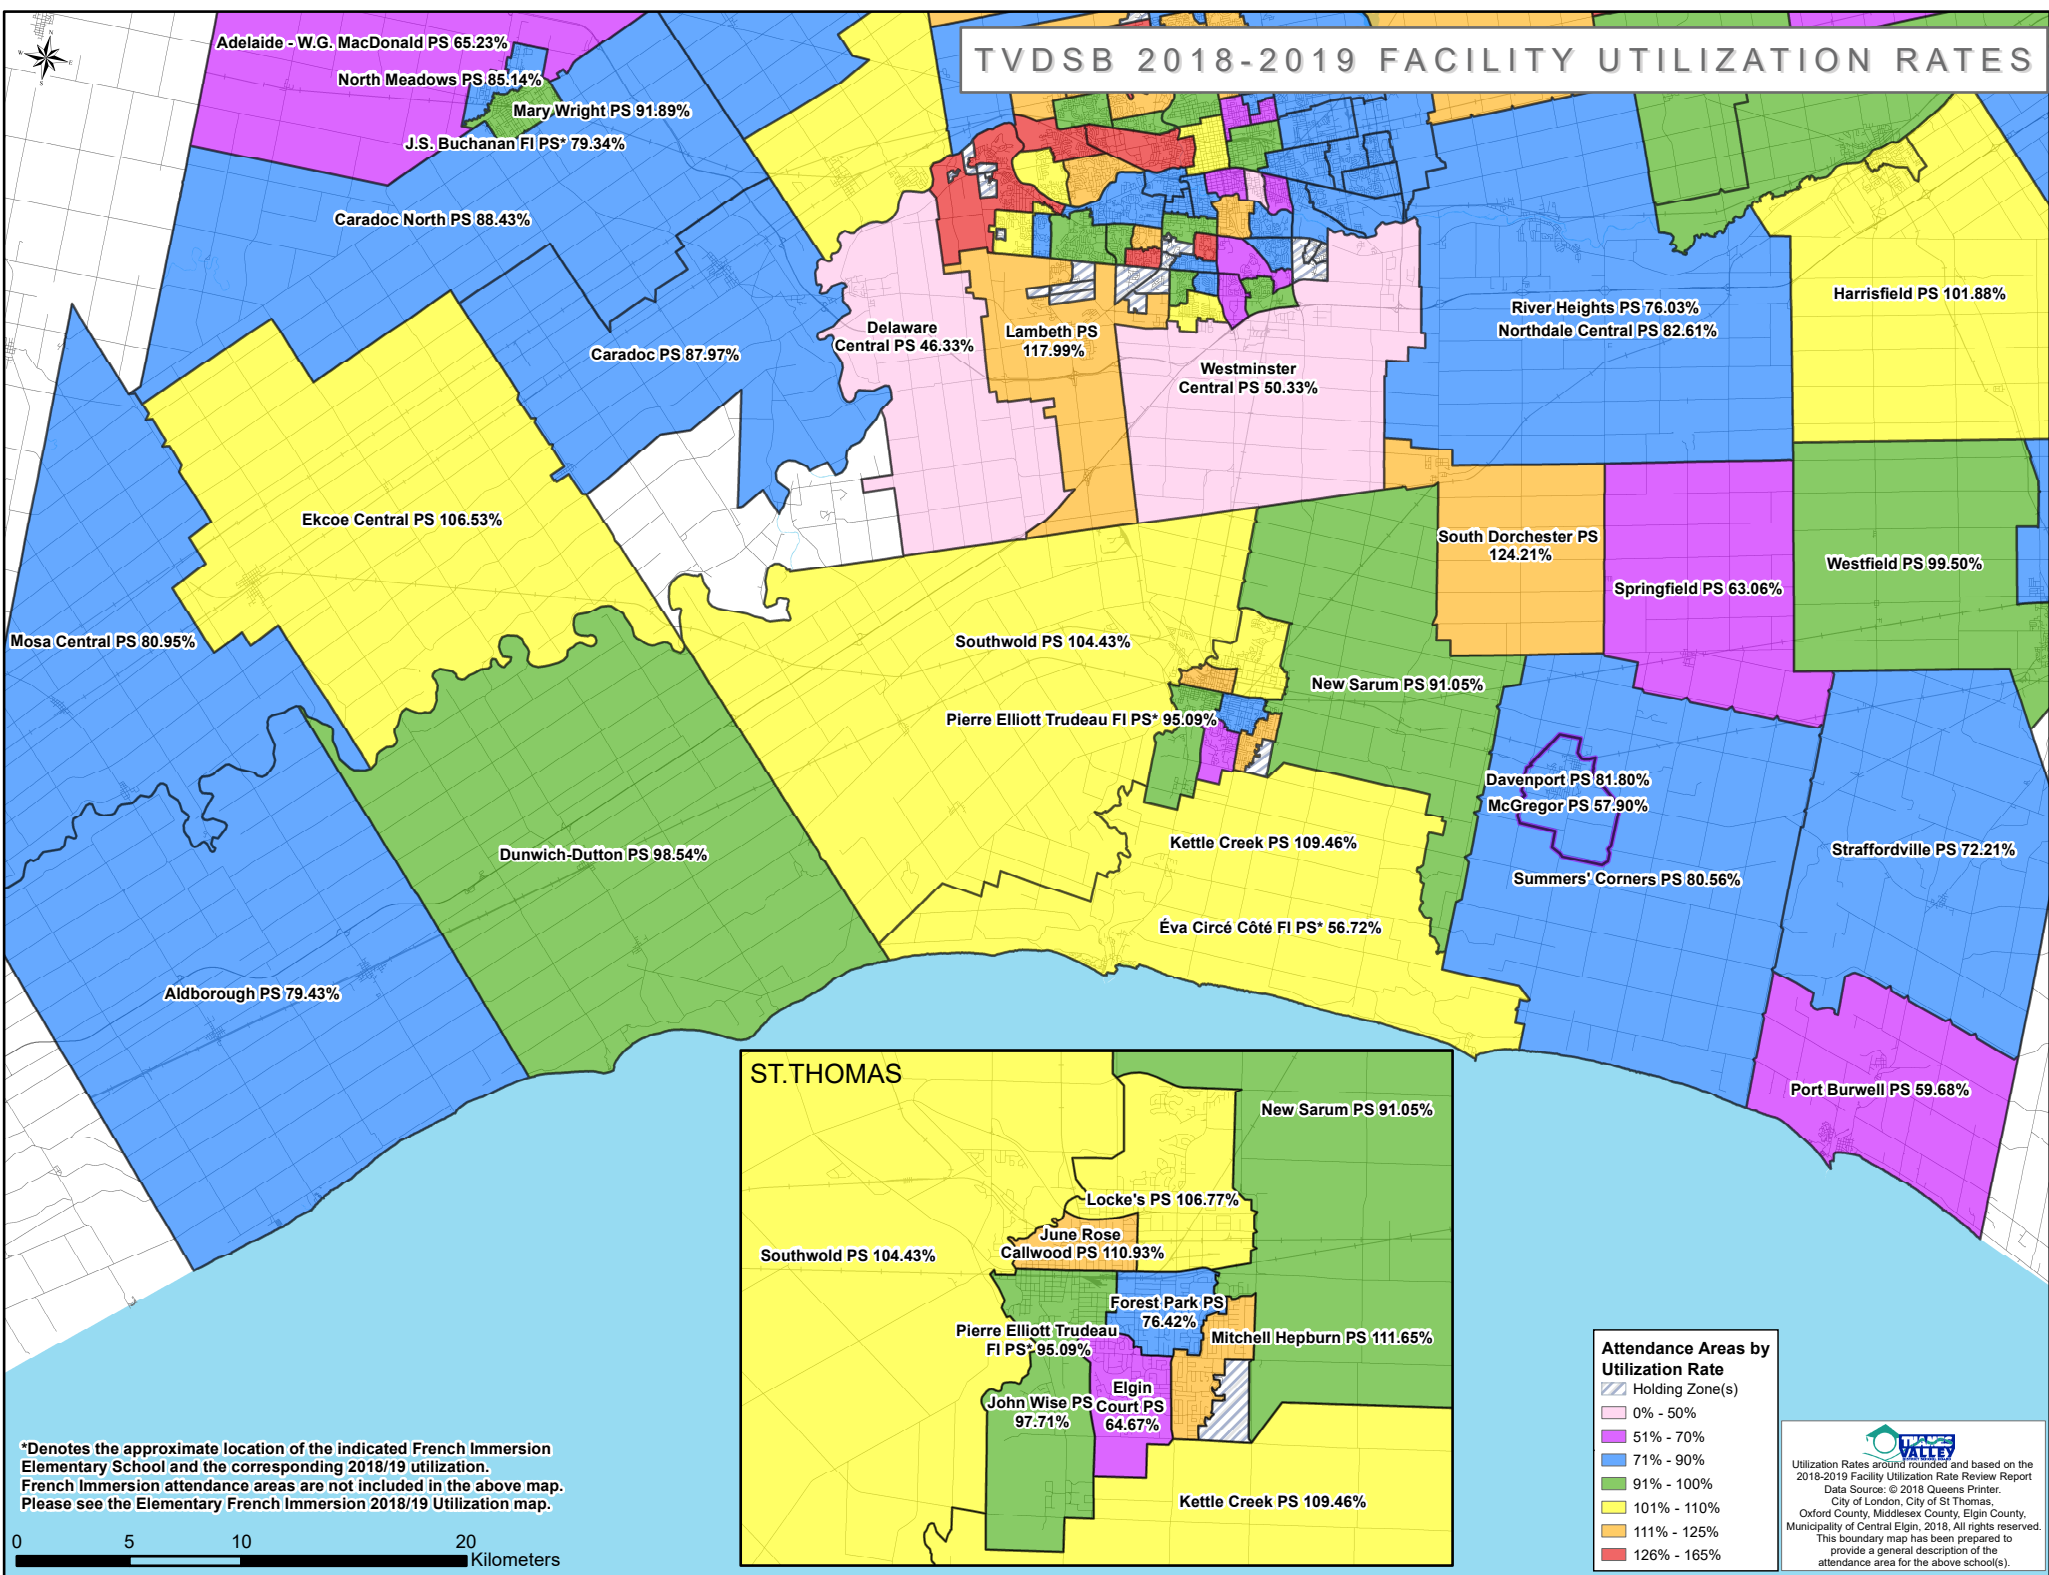 TVDSB 2018-2019 FACILITY UTILIZATION RATES
N
W
E
S
Adelaide - W.G. MacDonald PS 65.23%
North Meadows PS 85.14%
Mary Wright PS 91.89%
J.S. Buchanan FI PS* 79.34%
Caradoc North PS 88.43%
Caradoc PS 87.97%
Delaware
Central PS 46.33%
Lambeth PS
117.99%
Westminster
Central PS 50.33%
River Heights PS 76.03%
Northdale Central PS 82.61%
Harrisfield PS 101.88%
Ekcoe Central PS 106.53%
South Dorchester PS
124.21%
Springfield PS 63.06%
Westfield PS 99.50%
Mosa Central PS 80.95%
Southwold PS 104.43%
New Sarum PS 91.05%
Pierre Elliott Trudeau FI PS* 95.09%
Davenport PS 81.80%
McGregor PS 57.90%
Kettle Creek PS 109.46%
Straffordville PS 72.21%
Dunwich-Dutton PS 98.54%
Summers' Corners PS 80.56%
Éva Circé Côté FI PS* 56.72%
Aldborough PS 79.43%
Port Burwell PS 59.68%
ST.THOMAS
New Sarum PS 91.05%
Locke's PS 106.77%
June Rose
Callwood PS 110.93%
Southwold PS 104.43%
Forest Park PS
76.42%
Pierre Elliott Trudeau
FI PS* 95.09%
Mitchell Hepburn PS 111.65%
Elgin
Court PS
64.67%
John Wise PS
97.71%
Kettle Creek PS 109.46%
*Denotes the approximate location of the indicated French Immersion
Elementary School and the corresponding 2018/19 utilization.
French Immersion attendance areas are not included in the above map.
Please see the Elementary French Immersion 2018/19 Utilization map.
0 5 10 20
Kilometers
Attendance Areas by
Utilization Rate
Holding Zone(s)
0% - 50%
51% - 70%
71% - 90%
91% - 100%
101% - 110%
111% - 125%
126% - 165%
THAMES
VALLEY
Utilization Rates around rounded and based on the
2018-2019 Facility Utilization Rate Review Report
Data Source: © 2018 Queens Printer.
City of London, City of St Thomas,
Oxford County, Middlesex County, Elgin County,
Municipality of Central Elgin, 2018, All rights reserved.
This boundary map has been prepared to
provide a general description of the
attendance area for the above school(s).